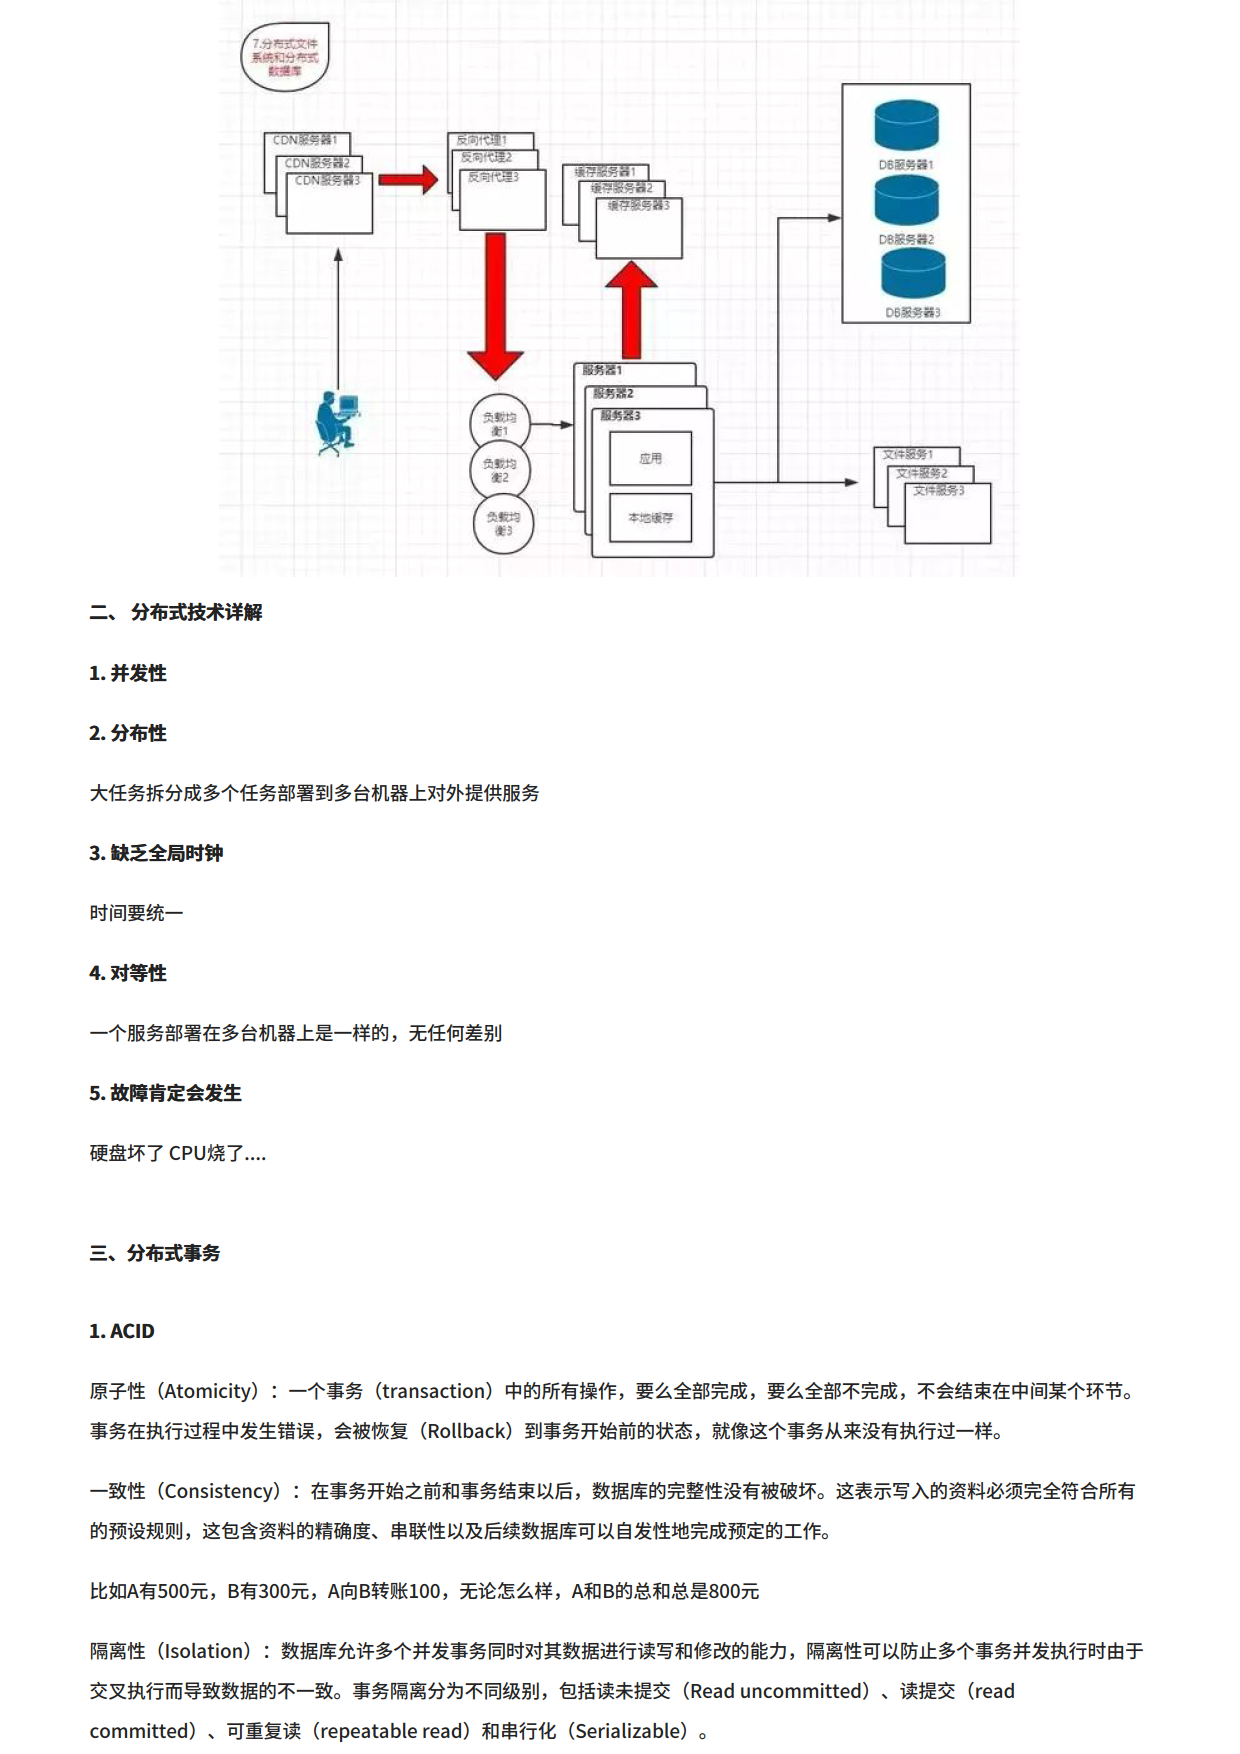 7.分布式文件
系统和分布式
数据库
CDN服务器1
CDN服务器2
CDN服务器3
反向代理1
反向代理2
反向代理3
缓存服务器1
缓存服务器2
缓存服务器3
DB服务器1
DB服务器2
DB服务器3
服务器1
服务器2
服务器3
应用
本地缓存
负载均
衡1
负载均
衡2
负载均
衡3
文件服务1
文件服务2
文件服务3
二、 分布式技术详解
1. 并发性
2. 分布性
大任务拆分成多个任务部署到多台机器上对外提供服务
3. 缺乏全局时钟
时间要统一
4. 对等性
一个服务部署在多台机器上是一样的，无任何差别
5. 故障肯定会发生
硬盘坏了 CPU烧了....
三、分布式事务
1. ACID
原子性（Atomicity）：一个事务（transaction）中的所有操作，要么全部完成，要么全部不完成，不会结束在中间某个环节。
事务在执行过程中发生错误，会被恢复（Rollback）到事务开始前的状态，就像这个事务从来没有执行过一样。
一致性（Consistency）：在事务开始之前和事务结束以后，数据库的完整性没有被破坏。这表示写入的资料必须完全符合所有
的预设规则，这包含资料的精确度、串联性以及后续数据库可以自发性地完成预定的工作。
比如A有500元，B有300元，A向B转账100，无论怎么样，A和B的总和总是800元
隔离性（Isolation）：数据库允许多个并发事务同时对其数据进行读写和修改的能力，隔离性可以防止多个事务并发执行时由于
交叉执行而导致数据的不一致。事务隔离分为不同级别，包括读未提交（Read uncommitted）、读提交（read
committed）、可重复读（repeatable read）和串行化（Serializable）。